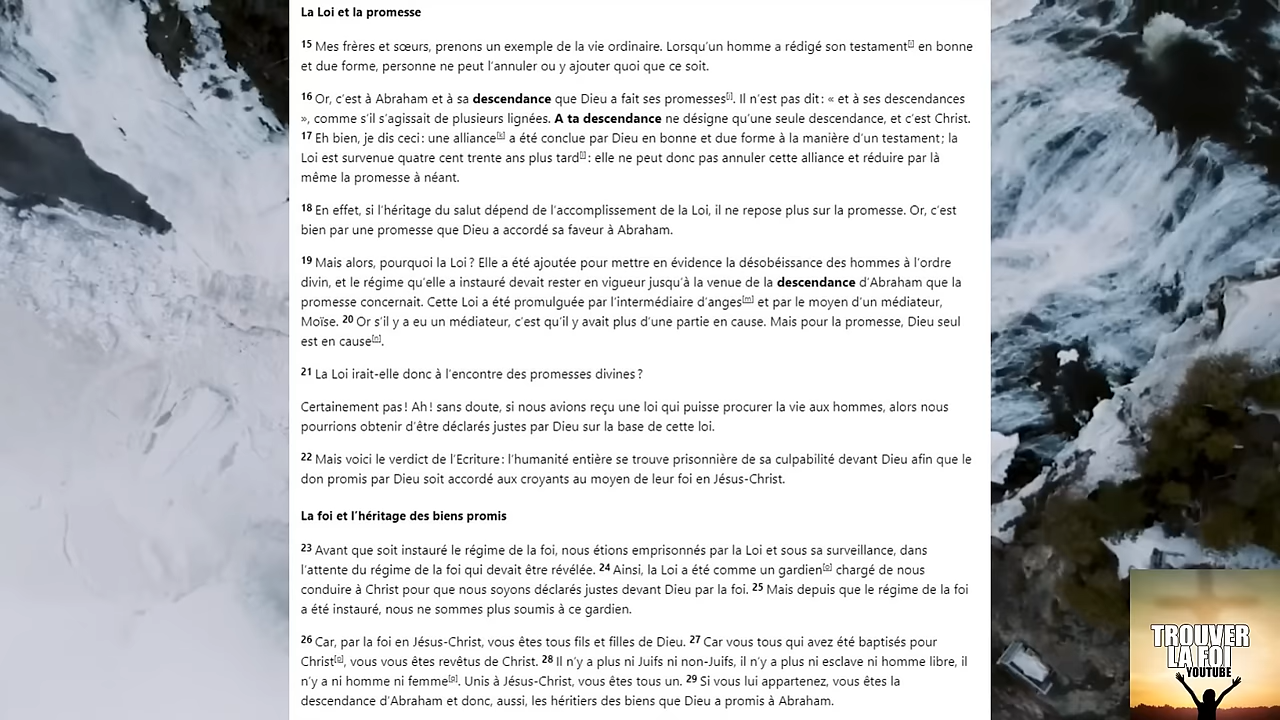 La Loi et la promesse
15 Mes frères et sœurs, prenons un exemple de la vie ordinaire. Lorsqu'un homme a rédigé son testament[i] en bonne
et due forme, personne ne peut l'annuler ou y ajouter quoi que ce soit.
16 Or, c'est à Abraham et à sa descendance que Dieu a fait ses promesses[j]. Il n'est pas dit : « et à ses descendances
», comme s'il s'agissait de plusieurs lignées. A ta descendance ne désigne qu'une seule descendance, et c'est Christ.
17 Eh bien, je dis ceci : une alliance[k] a été conclue par Dieu en bonne et due forme à la manière d'un testament ; la
Loi est survenue quatre cent trente ans plus tard[l] : elle ne peut donc pas annuler cette alliance et réduire par là
même la promesse à néant.
18 En effet, si l'héritage du salut dépend de l'accomplissement de la Loi, il ne repose plus sur la promesse. Or, c'est
bien par une promesse que Dieu a accordé sa faveur à Abraham.
19 Mais alors, pourquoi la Loi ? Elle a été ajoutée pour mettre en évidence la désobéissance des hommes à l'ordre
divin, et le régime qu'elle a instauré devait rester en vigueur jusqu'à la venue de la descendance d'Abraham que la
promesse concernait. Cette Loi a été promulguée par l'intermédiaire d'anges[m] et par le moyen d'un médiateur,
Moïse. 20 Or s'il y a eu un médiateur, c'est qu'il y avait plus d'une partie en cause. Mais pour la promesse, Dieu seul
est en cause[n].
21 La Loi irait-elle donc à l'encontre des promesses divines ?
Certainement pas ! Ah ! sans doute, si nous avions reçu une loi qui puisse procurer la vie aux hommes, alors nous
pourrions obtenir d'être déclarés justes par Dieu sur la base de cette loi.
22 Mais voici le verdict de l'Ecriture : l'humanité entière se trouve prisonnière de sa culpabilité devant Dieu afin que le
don promis par Dieu soit accordé aux croyants au moyen de leur foi en Jésus-Christ.
La foi et l'héritage des biens promis
23 Avant que soit instauré le régime de la foi, nous étions emprisonnés par la Loi et sous sa surveillance, dans
l'attente du régime de la foi qui devait être révélée. 24 Ainsi, la Loi a été comme un gardien[o] chargé de nous
conduire à Christ pour que nous soyons déclarés justes devant Dieu par la foi. 25 Mais depuis que le régime de la foi
a été instauré, nous ne sommes plus soumis à ce gardien.
26 Car, par la foi en Jésus-Christ, vous êtes tous fils et filles de Dieu. 27 Car vous tous qui avez été baptisés pour
Christ[p], vous vous êtes revêtus de Christ. 28 Il n'y a plus ni Juifs ni non-Juifs, il n'y a plus ni esclave ni homme libre, il
n'y a ni homme ni femme[q]. Unis à Jésus-Christ, vous êtes tous un. 29 Si vous lui appartenez, vous êtes la
descendance d'Abraham et donc, aussi, les héritiers des biens que Dieu a promis à Abraham.
TROUVER
LA FOI
YOUTUBE